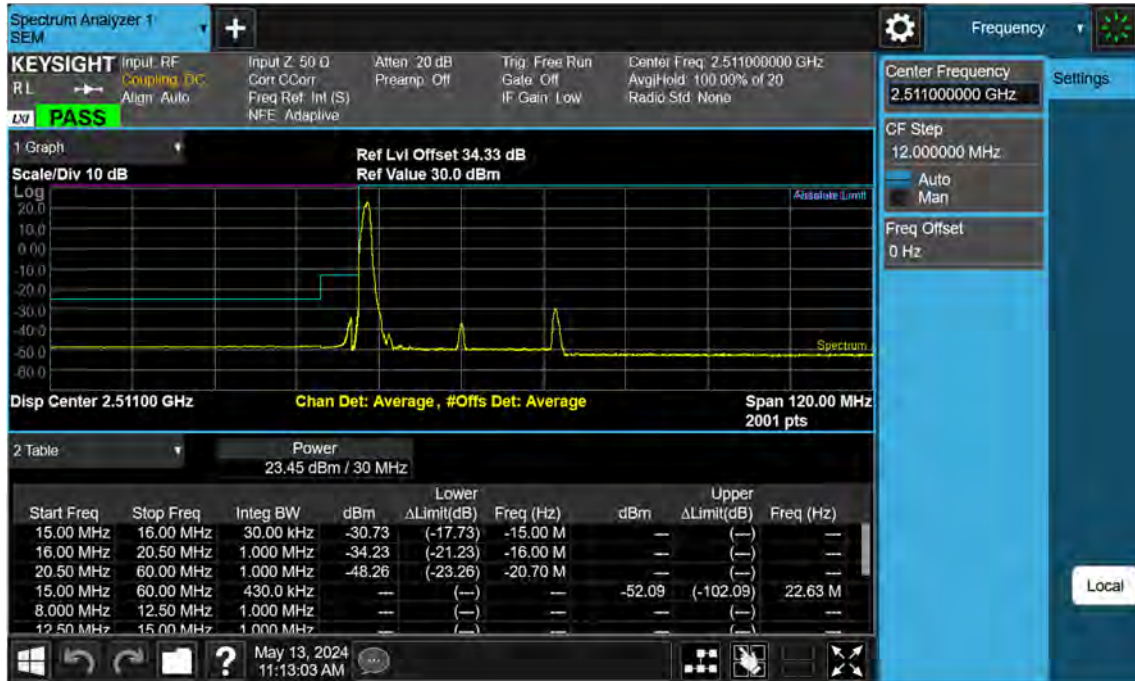 Spectrum Analyzer 1
SEM
+
Frequency
KEYSIGHT
RL
LXI
PASS
Input: RF
Coupling: DC
Align: Auto
Input Z: 50 Ω
Corr CCorr
Freq Ref: Int (S)
NFE: Adaptive
Atten: 20 dB
Preamp: Off
Trig: Free Run
Gate: Off
IF Gain: Low
Center Freq: 2.511000000 GHz
Avg|Hold: 100.00% of 20
Radio Std: None
Center Frequency
2.511000000 GHz
Settings
CF Step
12.000000 MHz
Auto
Man
Freq Offset
0 Hz
Local
1 Graph
Scale/Div 10 dB
Ref Lvl Offset 34.33 dB
Ref Value 30.0 dBm
Log
20.0
10.0
0.00
-10.0
-20.0
-30.0
-40.0
-50.0
-60.0
Absolute Limit
Spectrum
Disp Center 2.51100 GHz
Chan Det: Average, #Offs Det: Average
Span 120.00 MHz
2001 pts
2 Table
Power
23.45 dBm / 30 MHz
Lower Upper
Start Freq Stop Freq Integ BW dBm ΔLimit(dB) Freq (Hz) dBm ΔLimit(dB) Freq (Hz)
15.00 MHz 16.00 MHz 30.00 kHz -30.73 (-17.73) -15.00 M --- (---) ---
16.00 MHz 20.50 MHz 1.000 MHz -34.23 (-21.23) -16.00 M --- (---) ---
20.50 MHz 60.00 MHz 1.000 MHz -48.26 (-23.26) -20.70 M --- (---) ---
15.00 MHz 60.00 MHz 430.0 kHz --- (---) --- -52.09 (-102.09) 22.63 M
8.000 MHz 12.50 MHz 1.000 MHz --- (---) --- --- (---) ---
12.50 MHz 15.00 MHz 1.000 MHz --- (---) --- --- (---) ---
?
May 13, 2024
11:13:03 AM